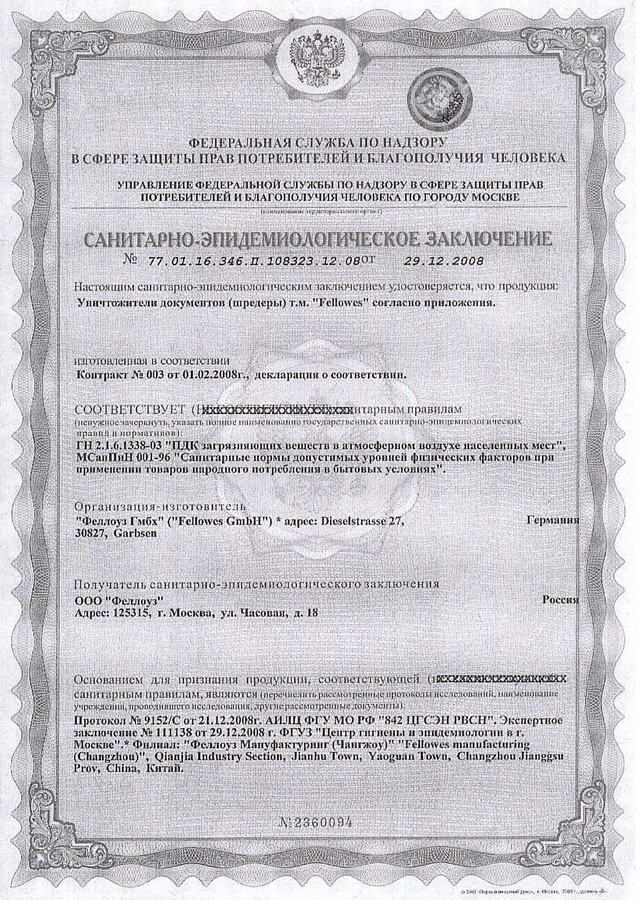 ФЕДЕРАЛЬНАЯ СЛУЖБА ПО НАДЗОРУ
В СФЕРЕ ЗАЩИТЫ ПРАВ ПОТРЕБИТЕЛЕЙ И БЛАГОПОЛУЧИЯ ЧЕЛОВЕКА
УПРАВЛЕНИЕ ФЕДЕРАЛЬНОЙ СЛУЖБЫ ПО НАДЗОРУ В СФЕРЕ ЗАЩИТЫ ПРАВ
ПОТРЕБИТЕЛЕЙ И БЛАГОПОЛУЧИЯ ЧЕЛОВЕКА ПО ГОРОДУ МОСКВЕ
(наименование территориального органа)
САНИТАРНО-ЭПИДЕМИОЛОГИЧЕСКОЕ ЗАКЛЮЧЕНИЕ
№ 77.01.16.346.П.108323.12.08 от 29.12.2008
Настоящим санитарно-эпидемиологическим заключением удостоверяется, что продукция:
Уничтожители документов (шредеры) т.м. "Fellowes" согласно приложения.
изготовленная в соответствии
Контракт № 003 от 01.02.2008г., декларация о соответствии.
СООТВЕТСТВУЕТ (НХХХХХХХХХХХХХХХХХХХХнитарным правилам
(ненужное зачеркнуть, указать полное наименование государственных санитарно-эпидемиологических
правил и нормативов):
ГН 2.1.6.1338-03 "ПДК загрязняющих веществ в атмосферном воздухе населенных мест",
МСанПиН 001-96 "Санитарные нормы допустимых уровней физических факторов при
применении товаров народного потребления в бытовых условиях".
Организация-изготовитель
"Феллоуз Гмбх" ("Fellowes GmbH") * адрес: Dieselstrasse 27, Германия
30827, Garbsen
Получатель санитарно-эпидемиологического заключения
ООО "Феллоуз" Россия
Адрес: 125315, г. Москва, ул. Часовая, д. 18
Основанием для признания продукции, соответствующей (нХХХХХХХХХХХХХХХХХХ
санитарным правилам, являются (перечислить рассмотренные протоколы исследований, наименование
учреждения, проводившего исследования, другие рассмотренные документы):
Протокол № 9152/С от 21.12.2008г. АИЛЦ ФГУ МО РФ "842 ЦГСЭН РВСН". Экспертное
заключение № 111138 от 29.12.2008 г. ФГУЗ "Центр гигиены и эпидемиологии в г.
Москве".* Филиал: "Феллоуз Мануфактуринг (Чангжоу)" "Fellowes manufacturing
(Changzhou)", Qianjia Industry Section, Jianhu Town, Yaoguan Town, Changzhou Jianggsu
Prov, China, Китай.
№2360094